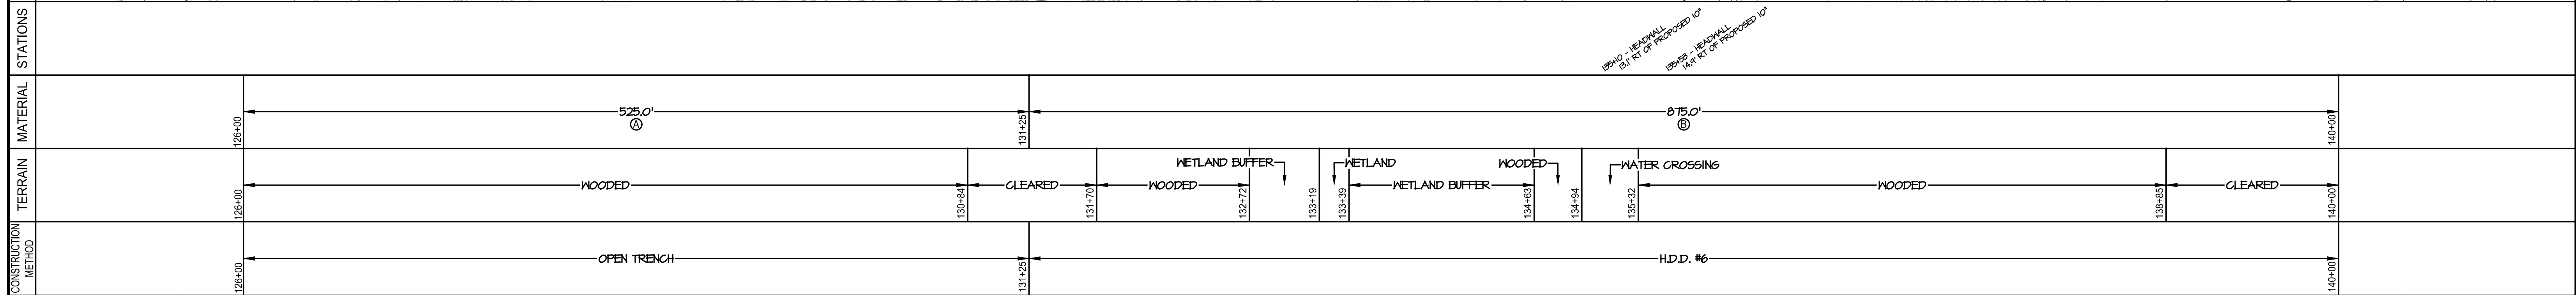 STATIONS
135+10 - HEADWALL
13.1' RT OF PROPOSED 10"
135+53 - HEADWALL
14.9' RT OF PROPOSED 10"
MATERIAL
126+00
525.0'
A
131+25
875.0'
B
140+00
TERRAIN
126+00
WOODED
130+84
CLEARED
131+70
WOODED
132+72
WETLAND BUFFER
133+19
WETLAND
133+39
WETLAND BUFFER
134+63
WOODED
134+94
WATER CROSSING
135+32
WOODED
138+85
CLEARED
140+00
CONSTRUCTION
METHOD
126+00
OPEN TRENCH
131+25
H.D.D. #6
140+00